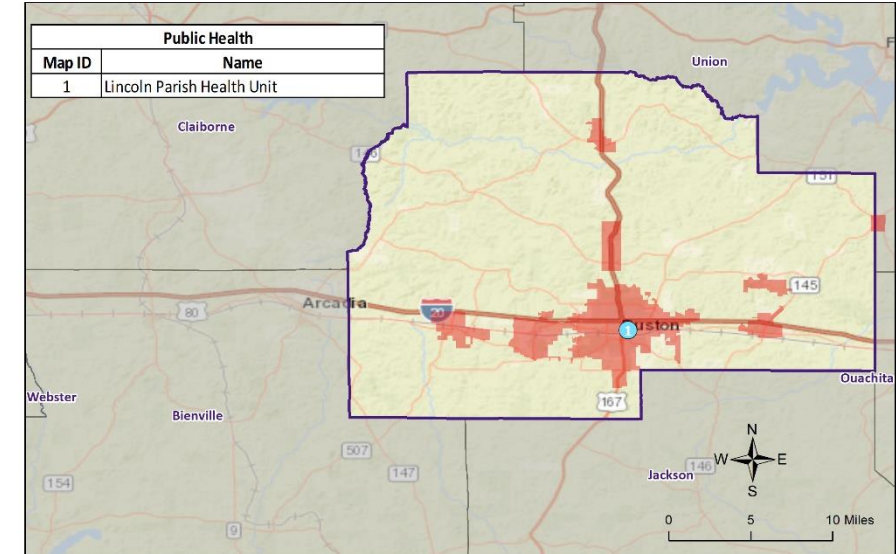 Public Health
Map ID Name
1 Lincoln Parish Health Unit
Union
Claiborne
146
151
145
Arcadia
20
80
1
Ruston
Ouachita
Webster
Bienville
167
N
W E
S
507
147
146
Jackson
154
9
0 5 10 Miles